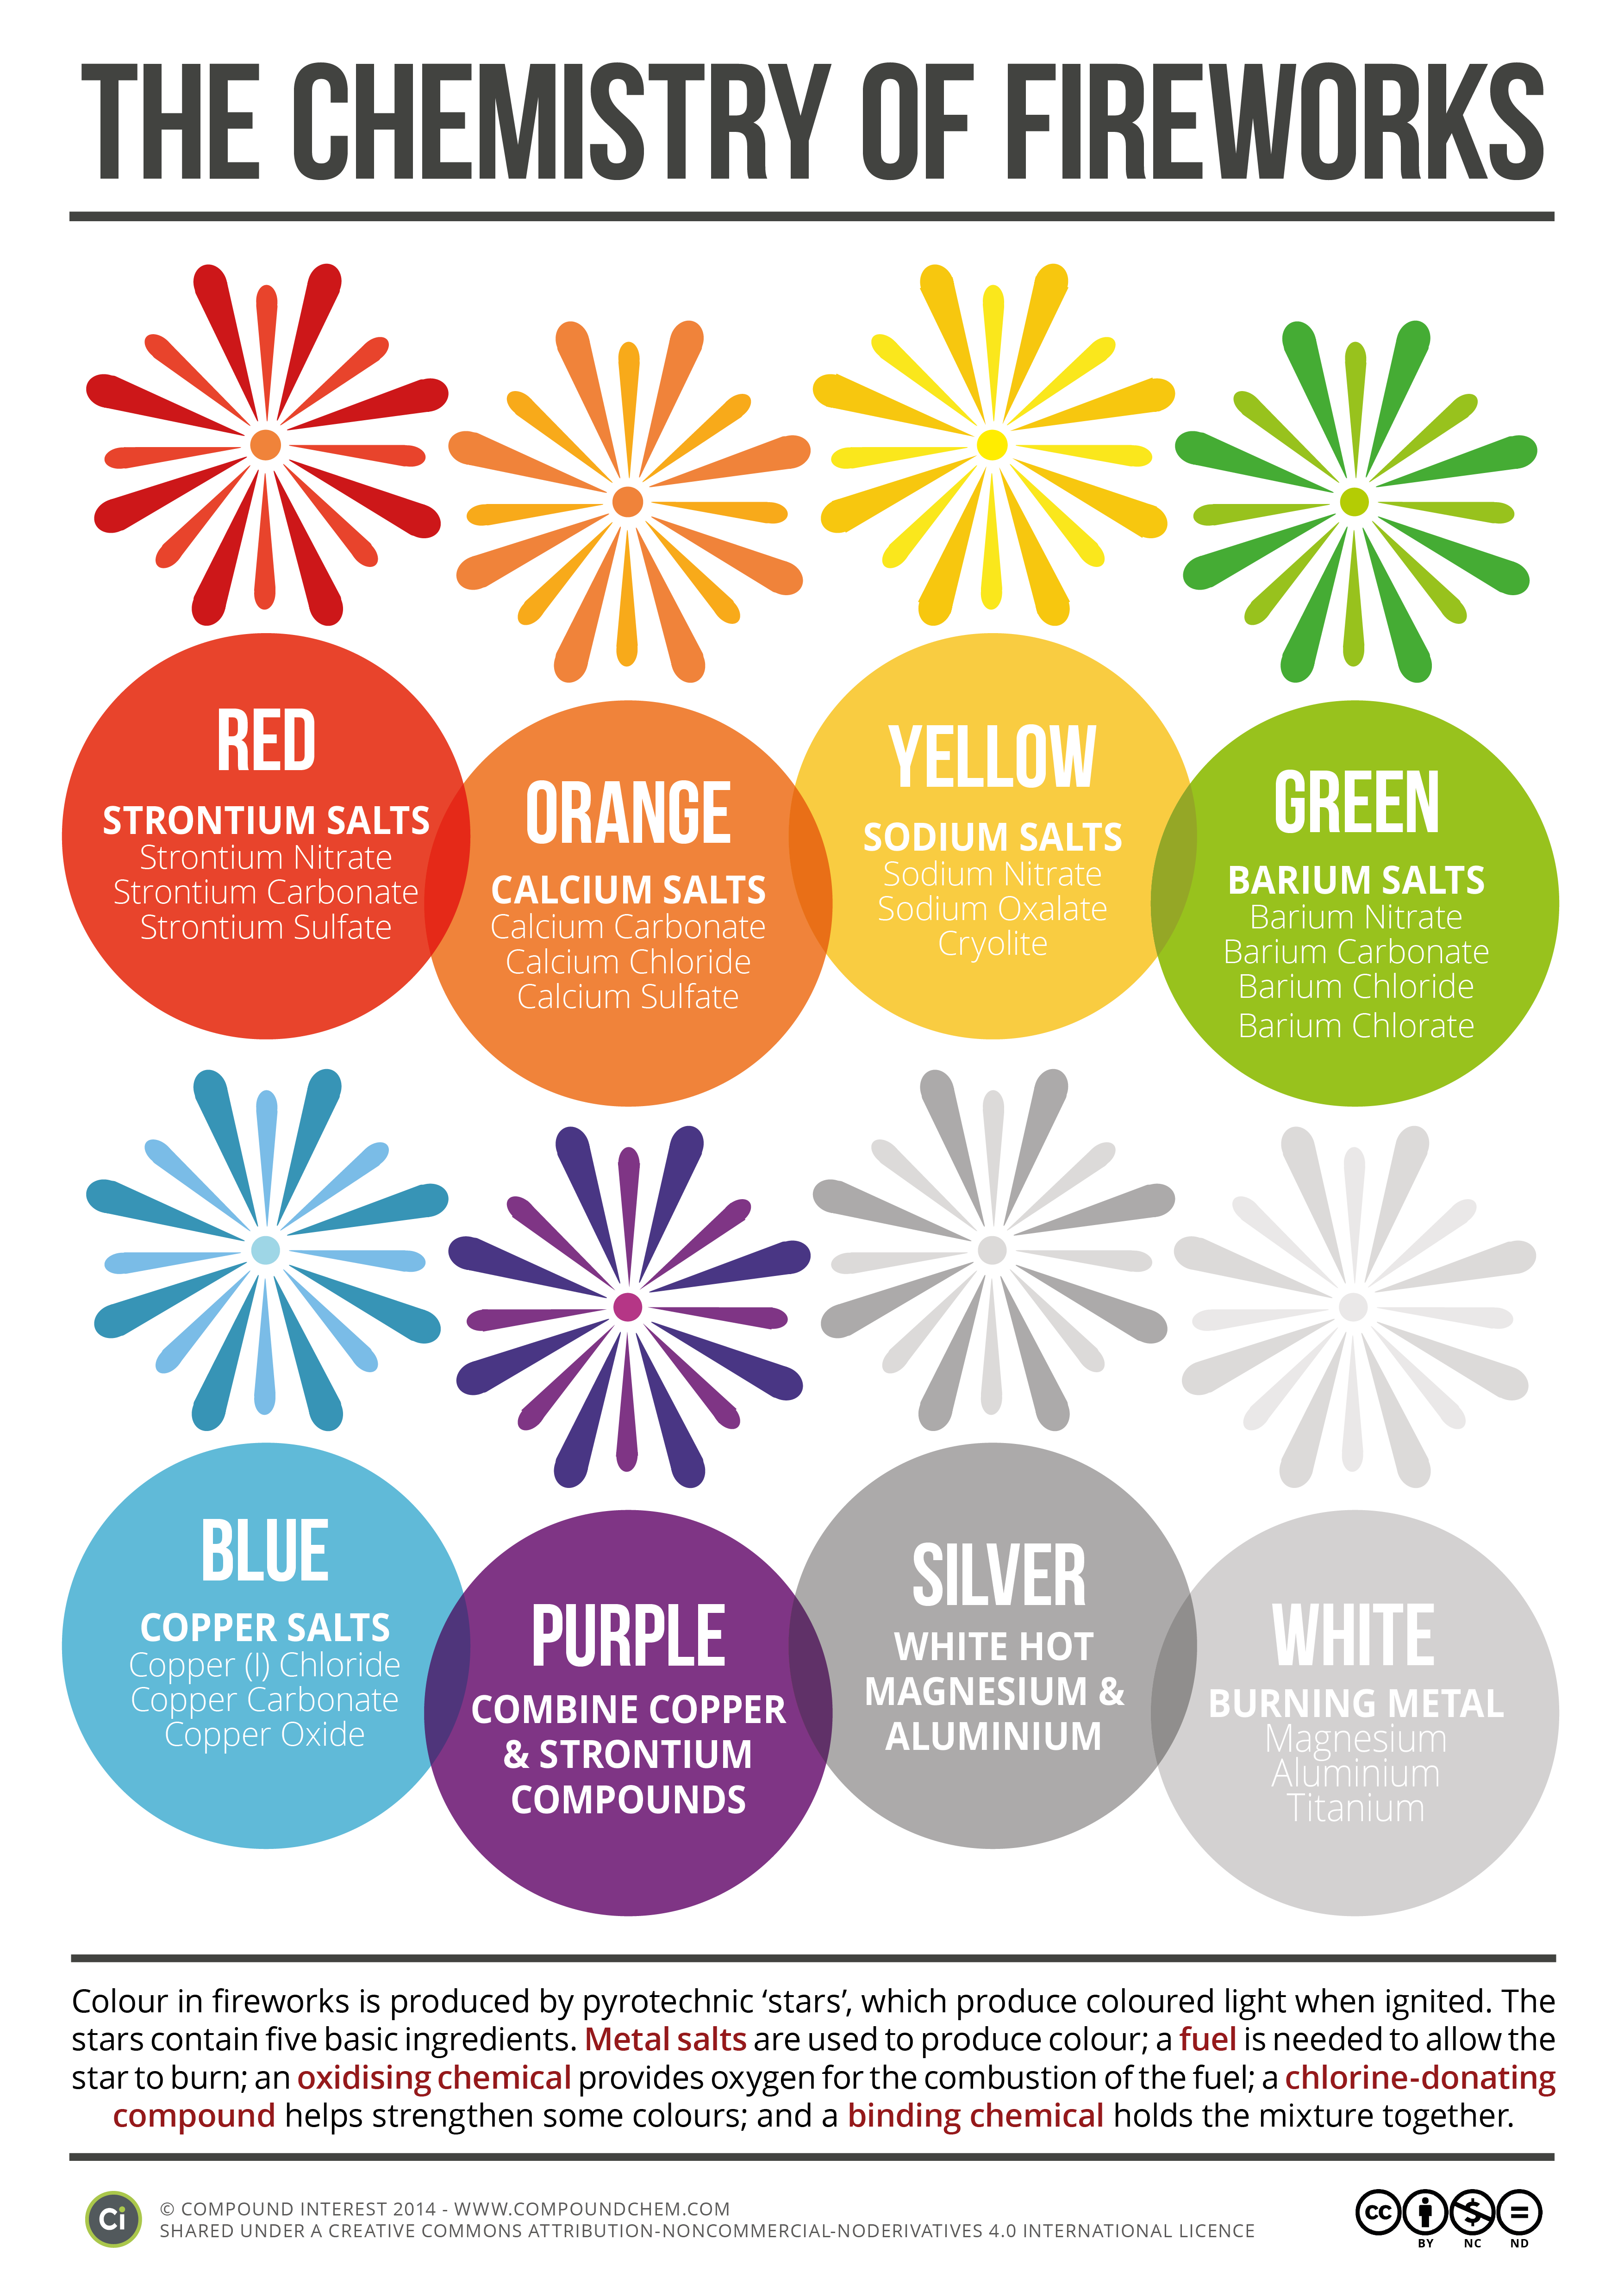 THE CHEMISTRY OF FIREWORKS
RED
STRONTIUM SALTS
Strontium Nitrate
Strontium Carbonate
Strontium Sulfate
ORANGE
CALCIUM SALTS
Calcium Carbonate
Calcium Chloride
Calcium Sulfate
YELLOW
SODIUM SALTS
Sodium Nitrate
Sodium Oxalate
Cryolite
GREEN
BARIUM SALTS
Barium Nitrate
Barium Carbonate
Barium Chloride
Barium Chlorate
BLUE
COPPER SALTS
Copper (I) Chloride
Copper Carbonate
Copper Oxide
PURPLE
COMBINE COPPER
& STRONTIUM
COMPOUNDS
SILVER
WHITE HOT
MAGNESIUM &
ALUMINIUM
WHITE
BURNING METAL
Magnesium
Aluminium
Titanium
Colour in fireworks is produced by pyrotechnic ‘stars’, which produce coloured light when ignited. The
stars contain five basic ingredients. Metal salts are used to produce colour; a fuel is needed to allow the
star to burn; an oxidising chemical provides oxygen for the combustion of the fuel; a chlorine-donating
compound helps strengthen some colours; and a binding chemical holds the mixture together.
Ci
© COMPOUND INTEREST 2014 - WWW.COMPOUNDCHEM.COM
SHARED UNDER A CREATIVE COMMONS ATTRIBUTION-NONCOMMERCIAL-NODERIVATIVES 4.0 INTERNATIONAL LICENCE
CC
BY NC ND